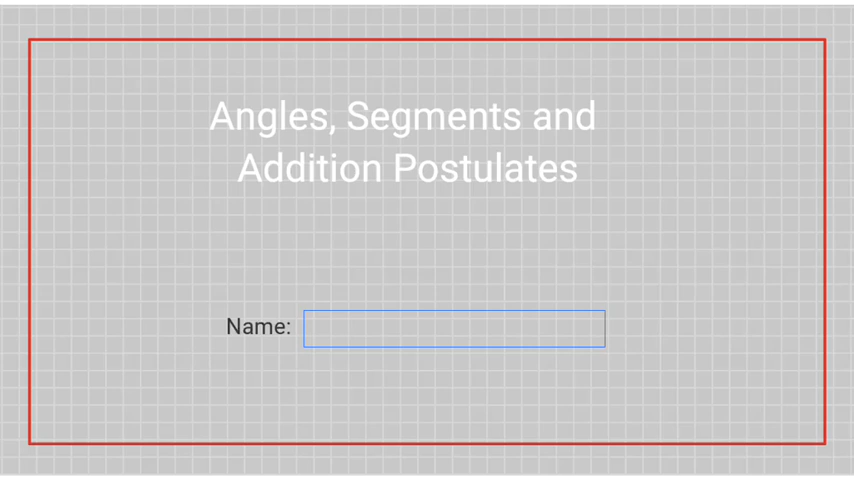 Angles, Segments and
Addition Postulates
Name: